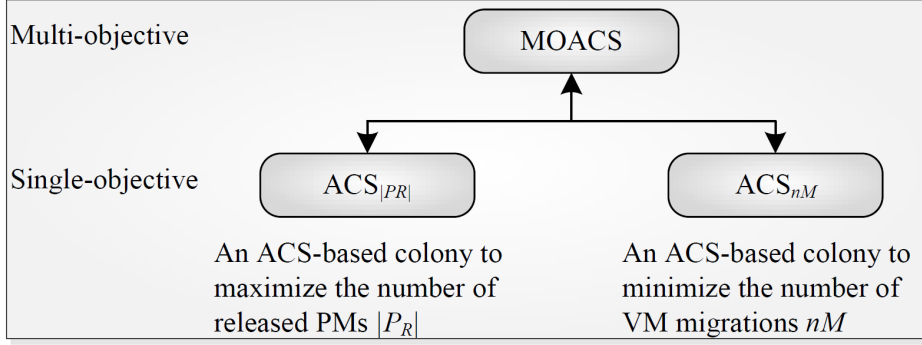 Multi-objective
MOACS
Single-objective
ACS|PR|
ACSnM
An ACS-based colony to
maximize the number of
released PMs |PR|
An ACS-based colony to
minimize the number of
VM migrations nM